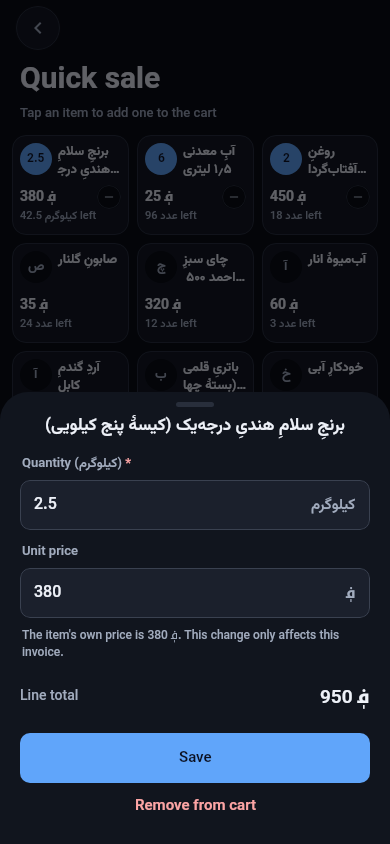 Quick sale
Tap an item to add one to the cart
2.5 برنجِ سلامِ
هندیِ درج…
380 ؋
42.5 کیلوگرم left
6 آبِ معدنی
۱٫۵ لیتری
25 ؋
96 عدد left
2 روغنِ
آفتاب‌گردا…
450 ؋
18 عدد left
ص صابونِ گلنار
35 ؋
24 عدد left
چ چای سبزِ
احمد ۵۰۰…
320 ؋
12 عدد left
آ آب‌میوهٔ انار
60 ؋
3 عدد left
آ آردِ گندمِ
کابل
ب باتریِ قلمی
(بستهٔ چها…
خ خودکارِ آبی
برنجِ سلامِ هندیِ درجه‌یک (کیسهٔ پنج کیلویی)
Quantity (کیلوگرم) *
2.5 کیلوگرم
Unit price
380 ؋
The item's own price is 380 ؋. This change only affects this
invoice.
Line total 950 ؋
Save
Remove from cart